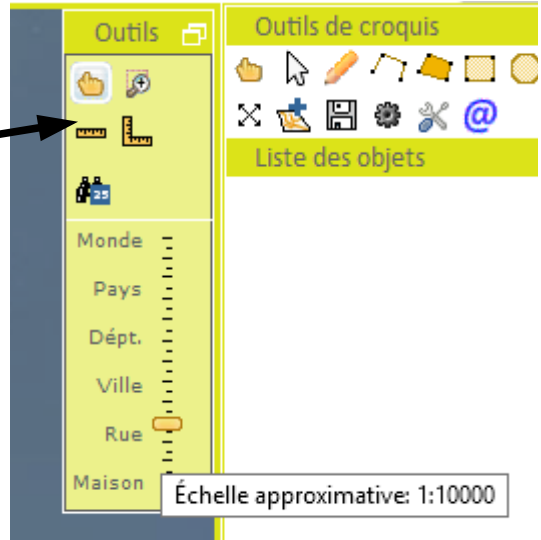 Outils
Outils de croquis
@
Liste des objets
25
Monde
Pays
Dépt.
Ville
Rue
Maison
Échelle approximative: 1:10000